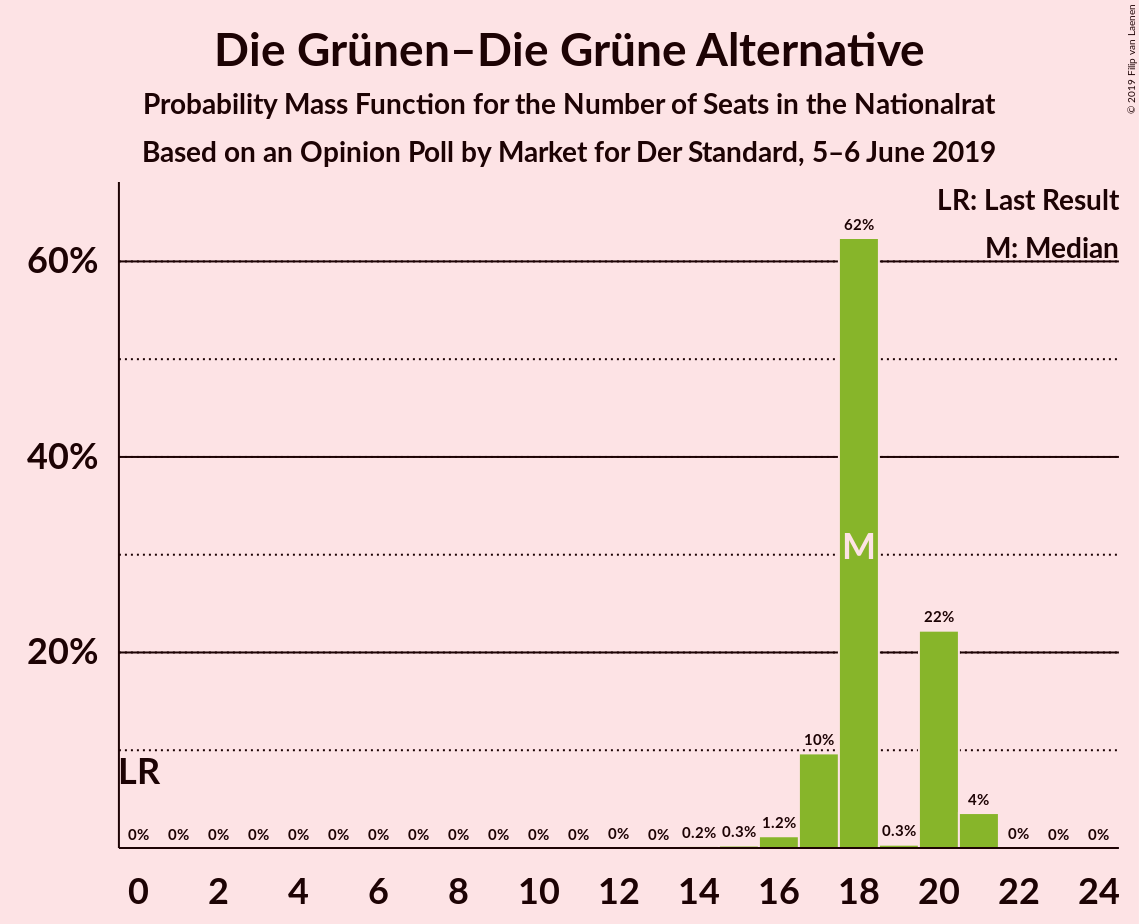 Die Grünen–Die Grüne Alternative
Probability Mass Function for the Number of Seats in the Nationalrat
Based on an Opinion Poll by Market for Der Standard, 5–6 June 2019
© 2019 Filip van Laenen
LR: Last Result
M: Median
60%
40%
20%
62%
M
22%
10%
LR
4%
0% 0% 0% 0% 0% 0% 0% 0% 0% 0% 0% 0% 0% 0% 0.2% 0.3% 1.2% 0.3% 0% 0% 0%
0 2 4 6 8 10 12 14 16 18 20 22 24